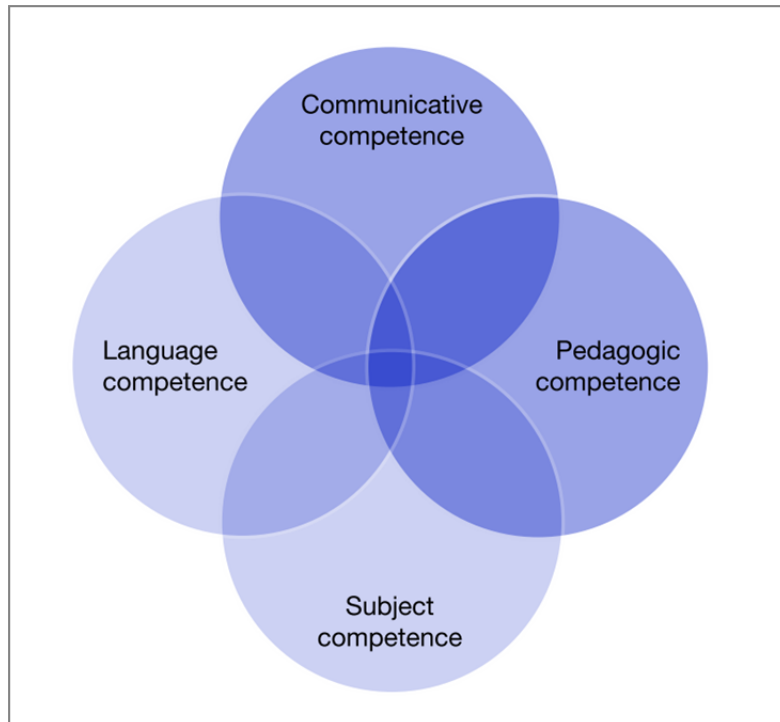 Communicative
competence
Language
competence
Pedagogic
competence
Subject
competence